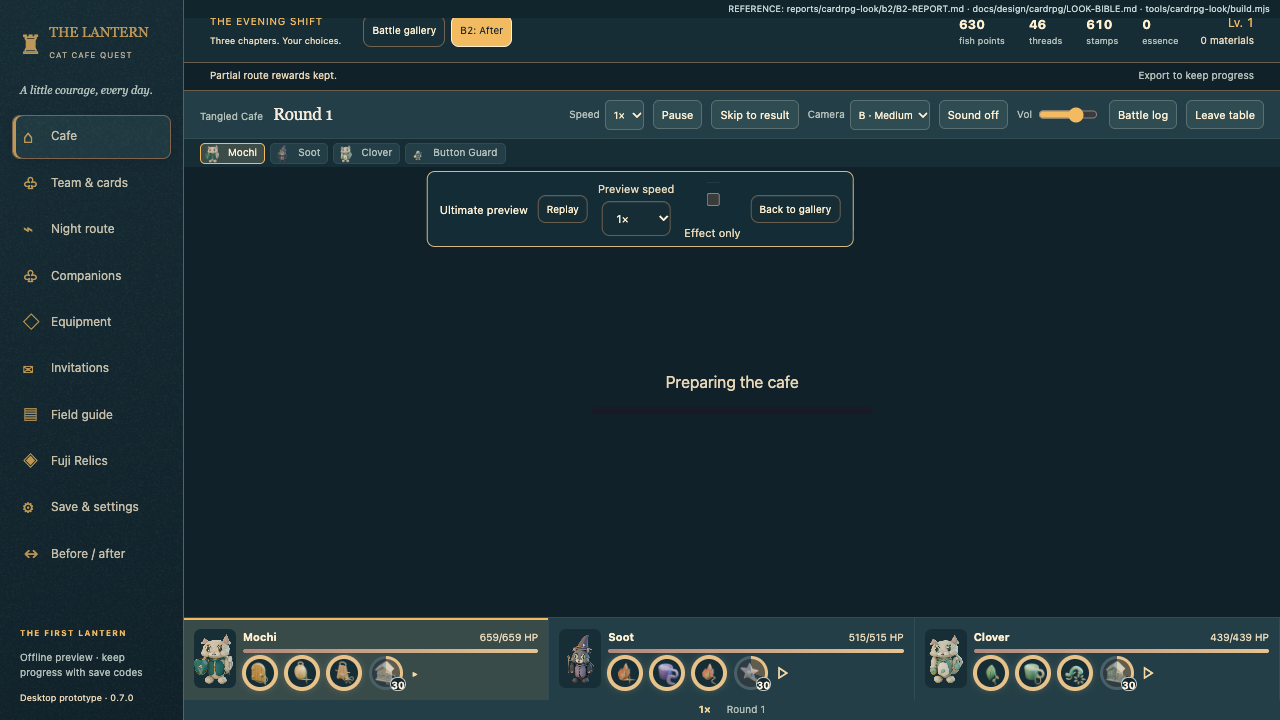 REFERENCE: reports/cardrpg-look/b2/B2-REPORT.md · docs/design/cardrpg/LOOK-BIBLE.md · tools/cardrpg-look/build.mjs
THE LANTERN
CAT CAFE QUEST
A little courage, every day.
Cafe
Team & cards
Night route
Companions
Equipment
Invitations
Field guide
Fuji Relics
Save & settings
Before / after
THE FIRST LANTERN
Offline preview · keep
progress with save codes
Desktop prototype · 0.7.0
THE EVENING SHIFT
Three chapters. Your choices.
Battle gallery
B2: After
630
fish points
46
threads
610
stamps
0
essence
Lv. 1
0 materials
Partial route rewards kept.
Export to keep progress
Tangled Cafe
Round 1
Speed
1×
Pause
Skip to result
Camera
B · Medium
Sound off
Vol
Battle log
Leave table
Mochi
Soot
Clover
Button Guard
Ultimate preview
Replay
Preview speed
1×
Effect only
Back to gallery
Preparing the cafe
Mochi
659/659 HP
30
Soot
515/515 HP
30
Clover
439/439 HP
30
1×
Round 1